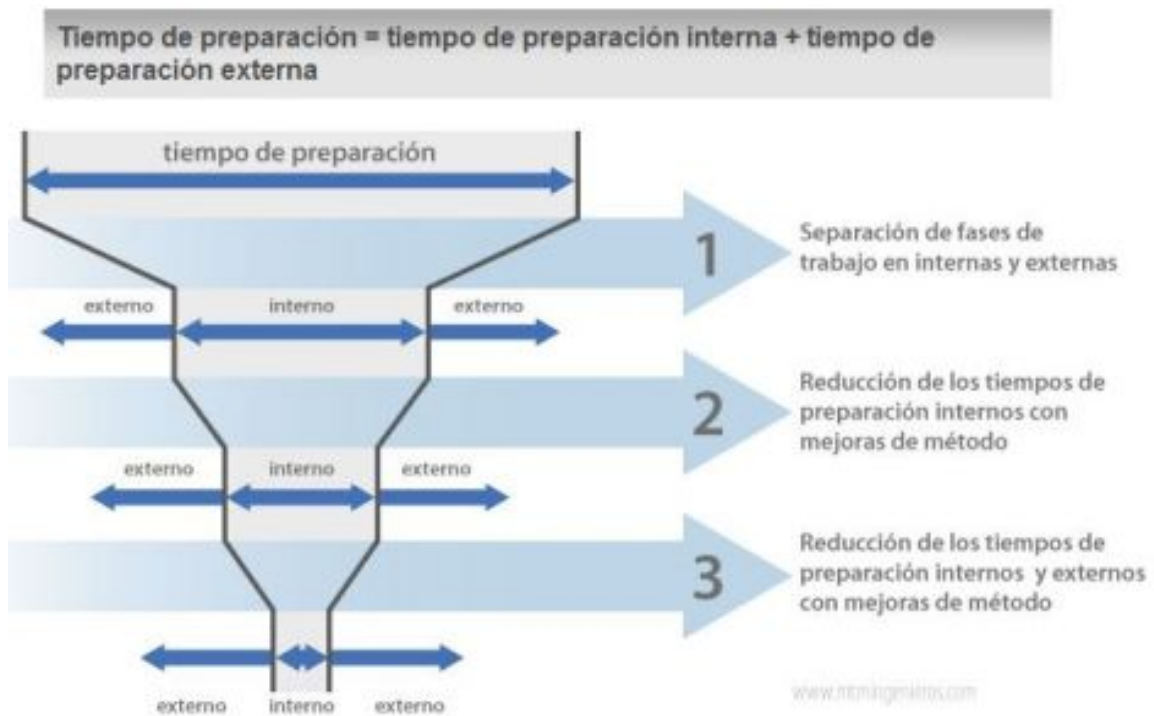 Tiempo de preparación = tiempo de preparación interna + tiempo de
preparación externa
tiempo de preparación
1
Separación de fases de
trabajo en internas y externas
externo interno externo
2
Reducción de los tiempos de
preparación internos con
mejoras de método
externo interno externo
3
Reducción de los tiempos de
preparación internos y externos
con mejoras de método
externo interno externo